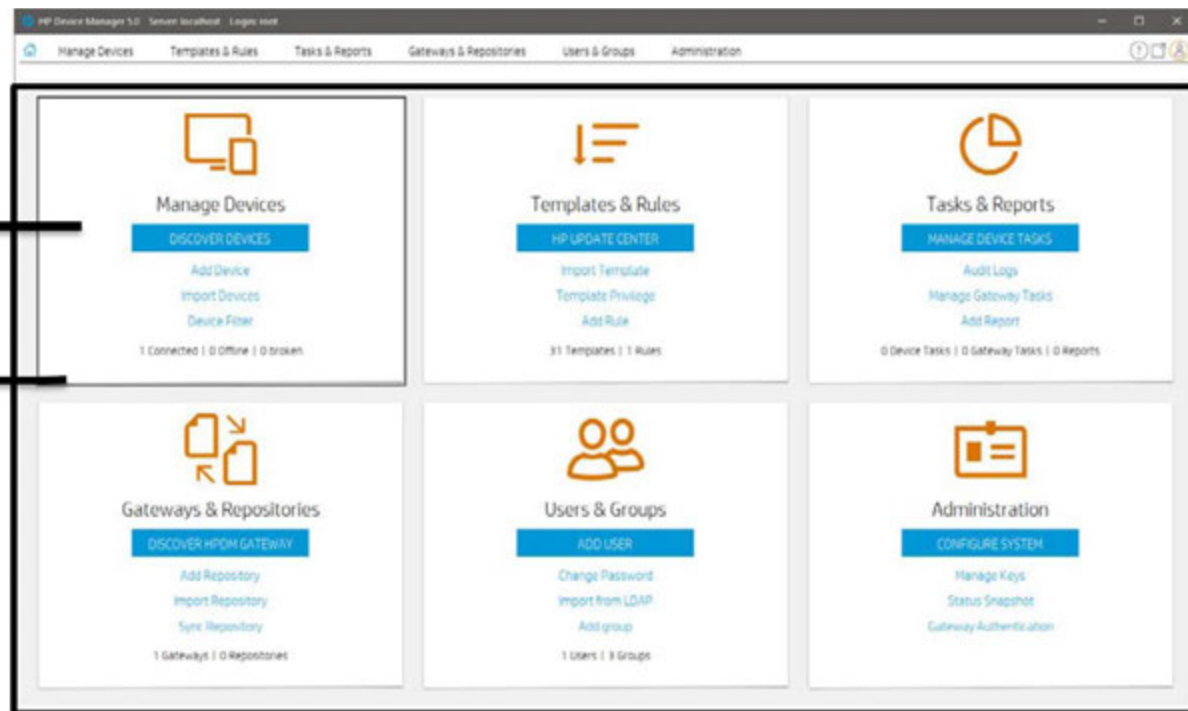 HP Device Manager 5.0 Server localhost Login: root
Manage Devices Templates & Rules Tasks & Reports Gateways & Repositories Users & Groups Administration
Manage Devices
DISCOVER DEVICES
Add Device
Import Devices
Device Filter
1 Connected | 0 Offline | 0 broken
Templates & Rules
HP UPDATE CENTER
Import Template
Template Privilege
Add Rule
31 Templates | 1 Rules
Tasks & Reports
MANAGE DEVICE TASKS
Audit Logs
Manage Gateway Tasks
Add Report
0 Device Tasks | 0 Gateway Tasks | 0 Reports
Gateways & Repositories
DISCOVER HPDM GATEWAY
Add Repository
Import Repository
Sync Repository
1 Gateways | 0 Repositories
Users & Groups
ADD USER
Change Password
Import from LDAP
Add group
1 Users | 3 Groups
Administration
CONFIGURE SYSTEM
Manage Keys
Status Snapshot
Gateway Authentication